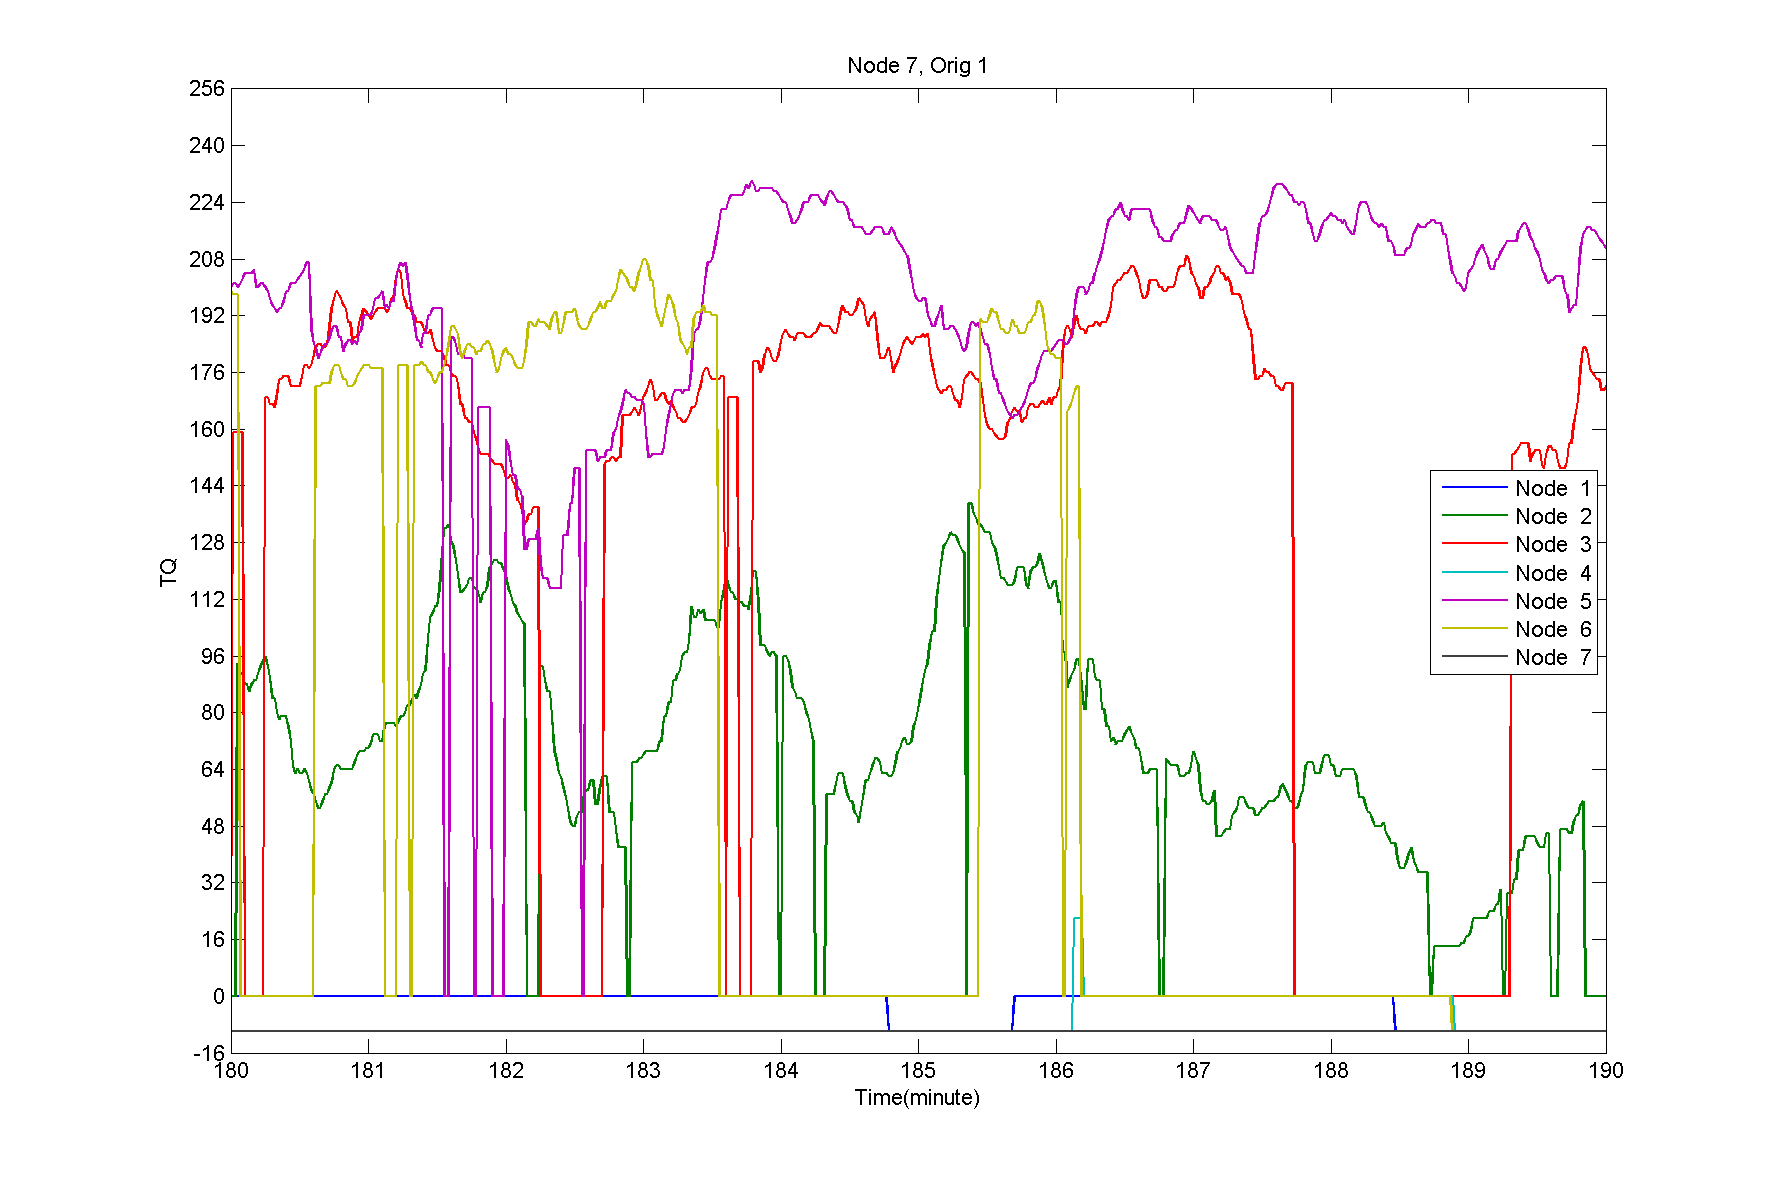 Node 7, Orig 1
256
240
224
208
192
176
160
144
128
112
96
80
64
48
32
16
0
-16
TQ
Node 1
Node 2
Node 3
Node 4
Node 5
Node 6
Node 7
180 181 182 183 184 185 186 187 188 189 190
Time(minute)